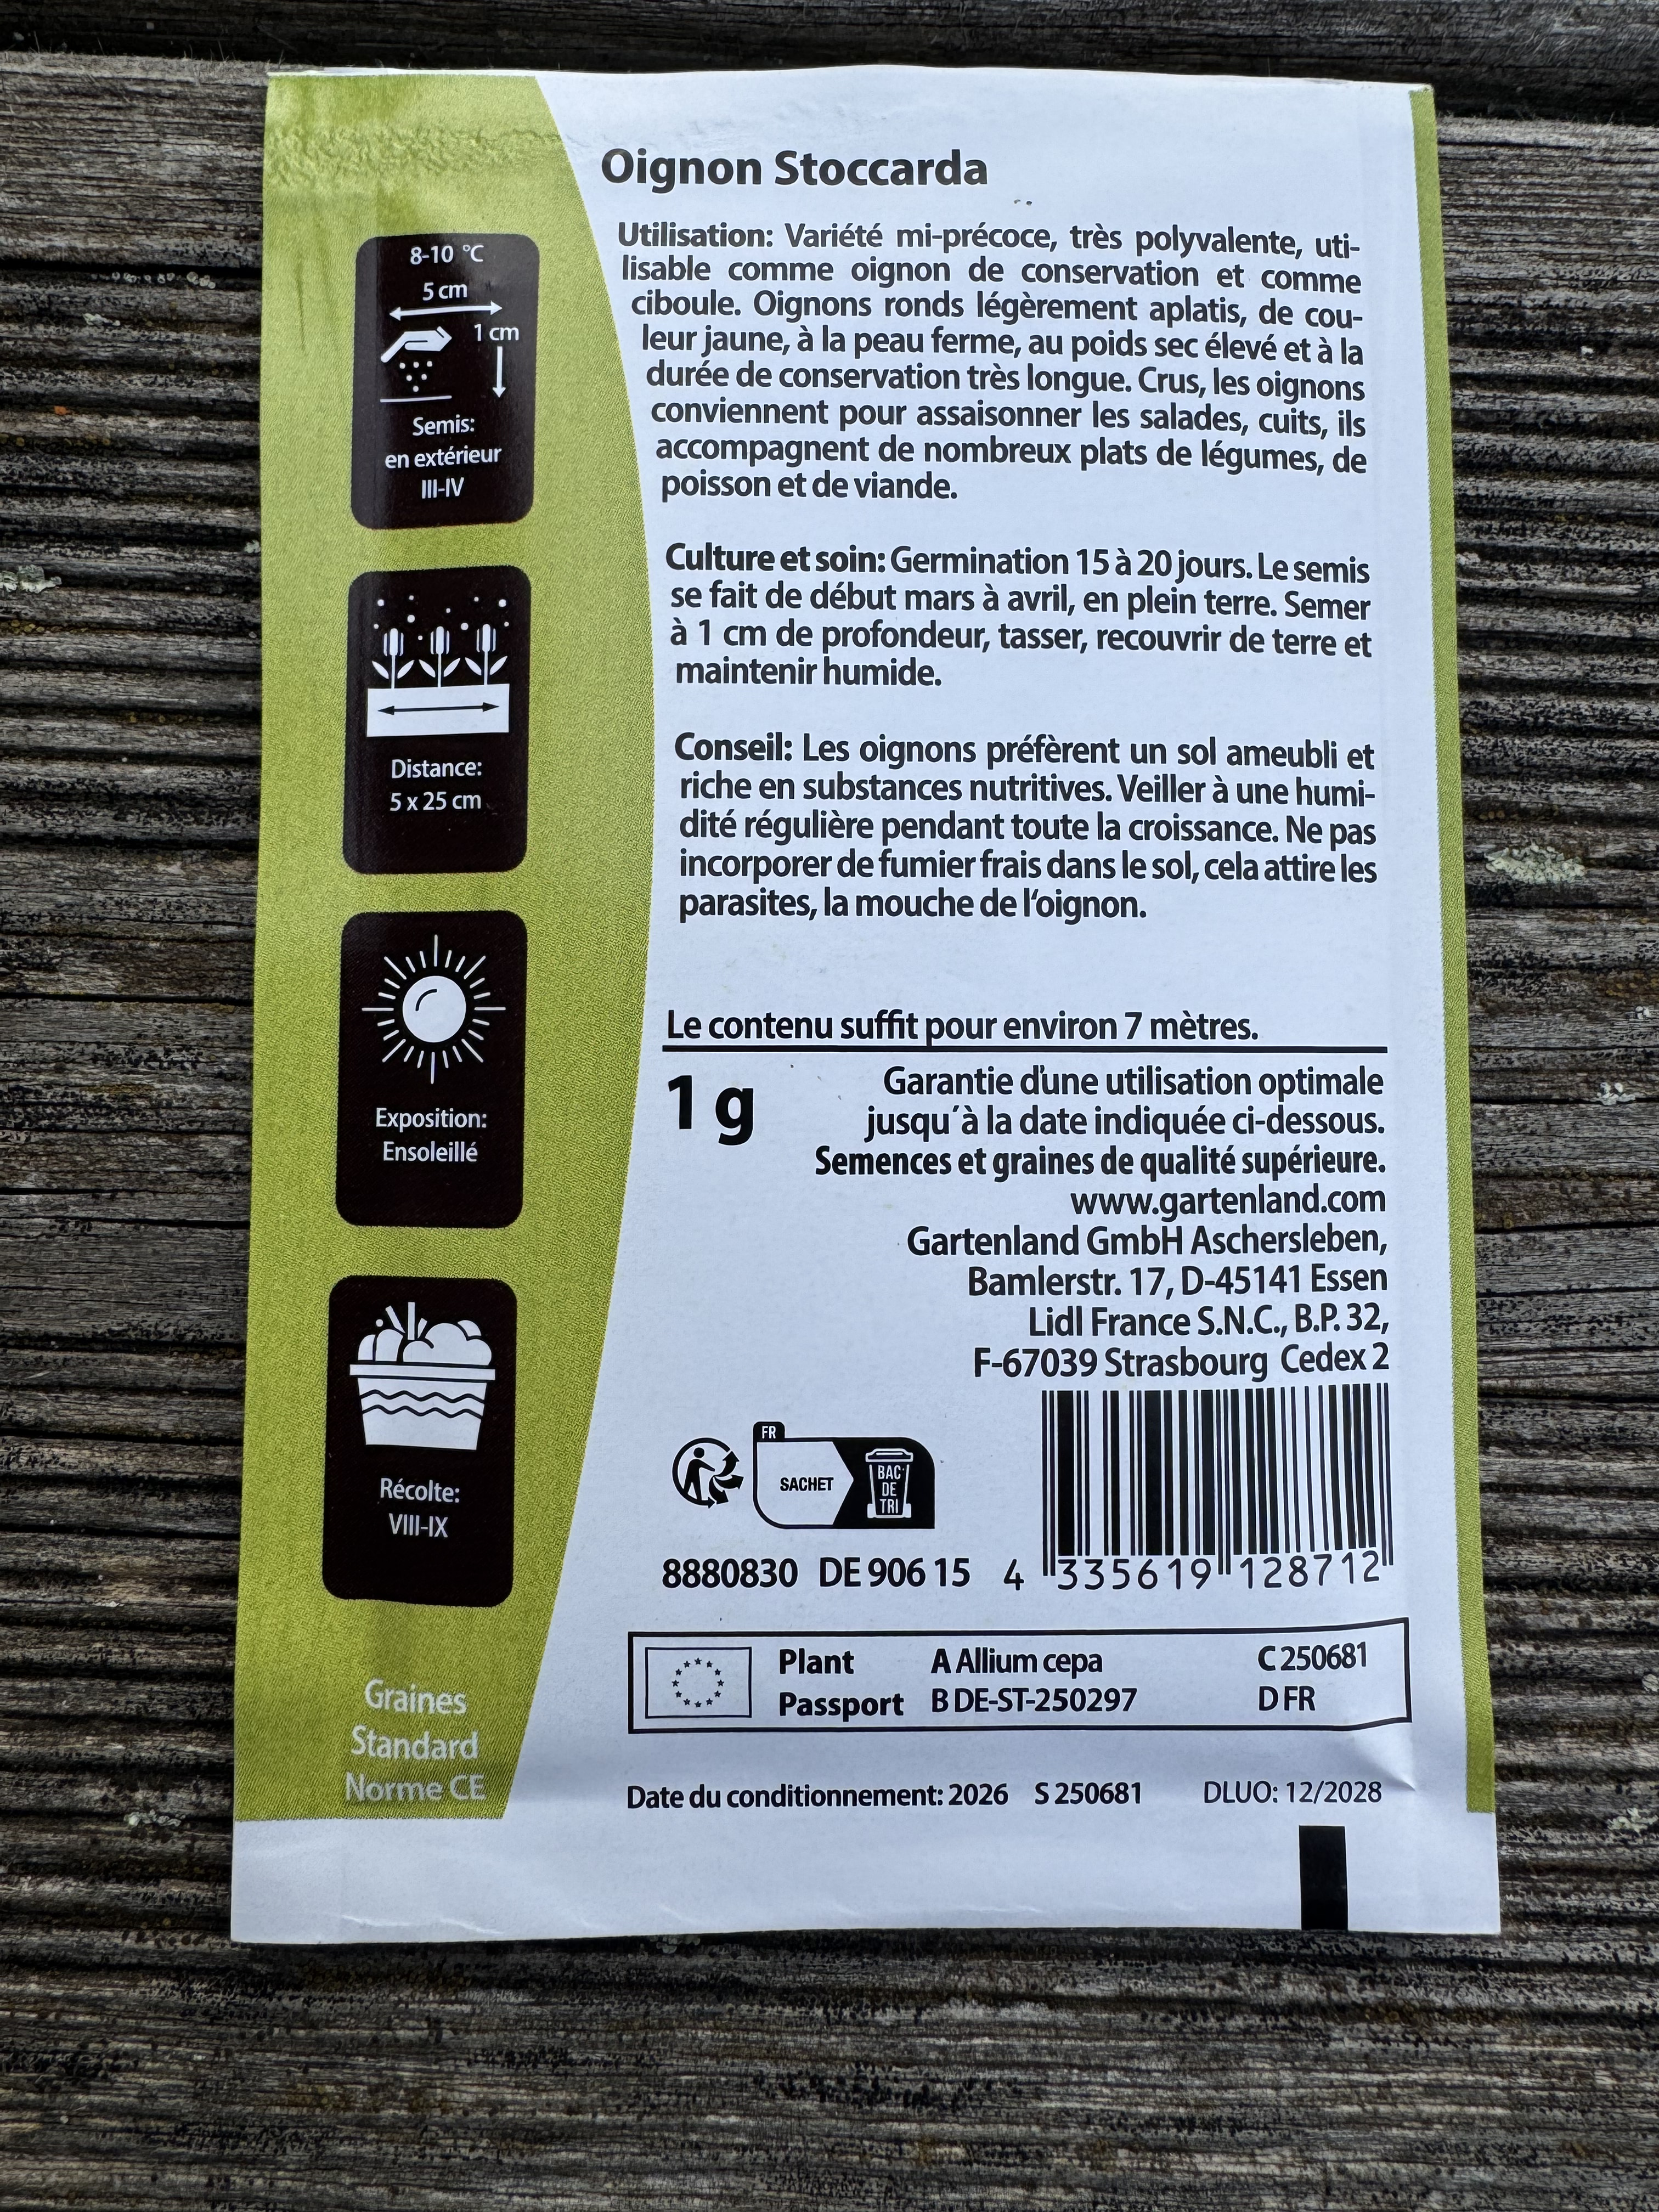 Oignon Stoccarda
Utilisation: Variété mi-précoce, très polyvalente, uti-
lisable comme oignon de conservation et comme
ciboule. Oignons ronds légèrement aplatis, de cou-
leur jaune, à la peau ferme, au poids sec élevé et à la
durée de conservation très longue. Crus, les oignons
conviennent pour assaisonner les salades, cuits, ils
accompagnent de nombreux plats de légumes, de
poisson et de viande.
Culture et soin: Germination 15 à 20 jours. Le semis
se fait de début mars à avril, en plein terre. Semer
à 1 cm de profondeur, tasser, recouvrir de terre et
maintenir humide.
Conseil: Les oignons préfèrent un sol ameubli et
riche en substances nutritives. Veiller à une humi-
dité régulière pendant toute la croissance. Ne pas
incorporer de fumier frais dans le sol, cela attire les
parasites, la mouche de l‘oignon.
Le contenu suffit pour environ 7 mètres.
1 g
Garantie d'une utilisation optimale
jusqu´à la date indiquée ci-dessous.
Semences et graines de qualité supérieure.
www.gartenland.com
Gartenland GmbH Aschersleben,
Bamlerstr. 17, D-45141 Essen
Lidl France S.N.C., B.P. 32,
F-67039 Strasbourg Cedex 2
FR
SACHET
BAC
DE
TRI
8880830 DE 906 15
4 335619 128712
Plant A Allium cepa C 250681
Passport B DE-ST-250297 D FR
Date du conditionnement: 2026 S 250681 DLUO: 12/2028
8-10 °C
5 cm
1 cm
Semis:
en extérieur
III-IV
Distance:
5 x 25 cm
Exposition:
Ensoleillé
Récolte:
VIII-IX
Graines
Standard
Norme CE